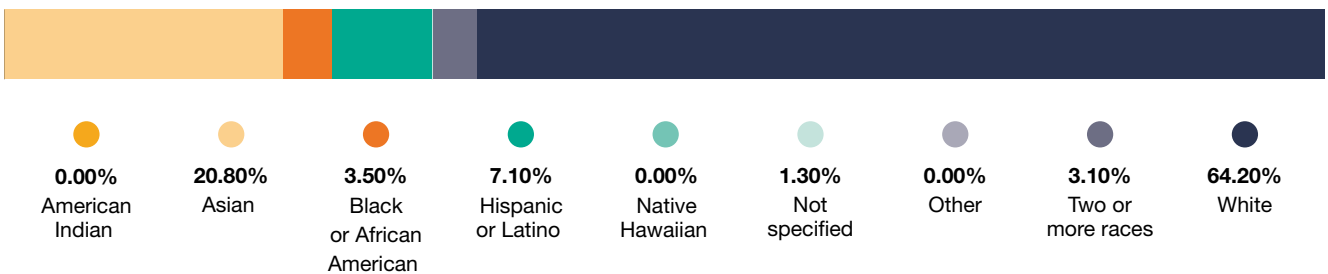 0.00%
American
Indian
20.80%
Asian
3.50%
Black
or African
American
7.10%
Hispanic
or Latino
0.00%
Native
Hawaiian
1.30%
Not
specified
0.00%
Other
3.10%
Two or
more races
64.20%
White